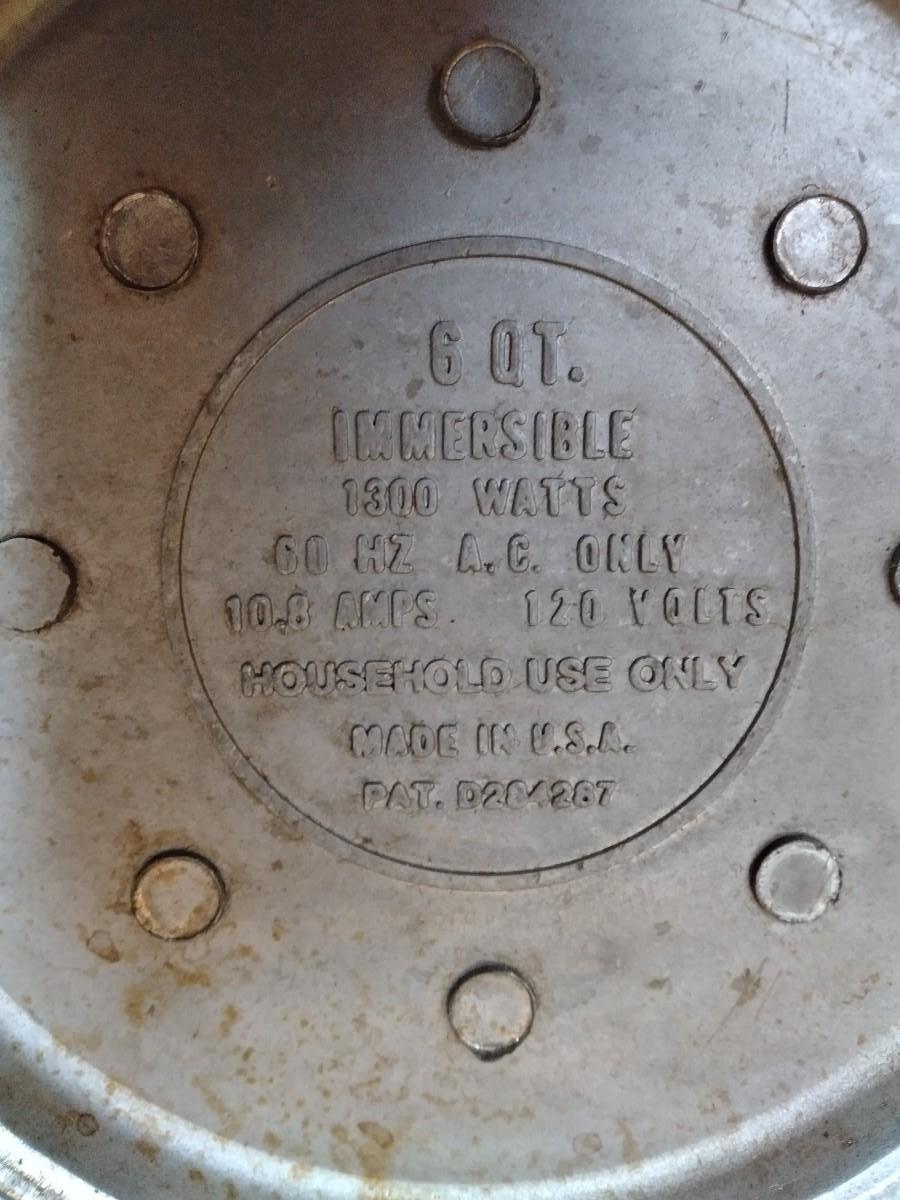 6 QT.
IMMERSIBLE
1300 WATTS
60 HZ A.C. ONLY
10.8 AMPS. 120 VOLTS
HOUSEHOLD USE ONLY
MADE IN U.S.A.
PAT. D284287